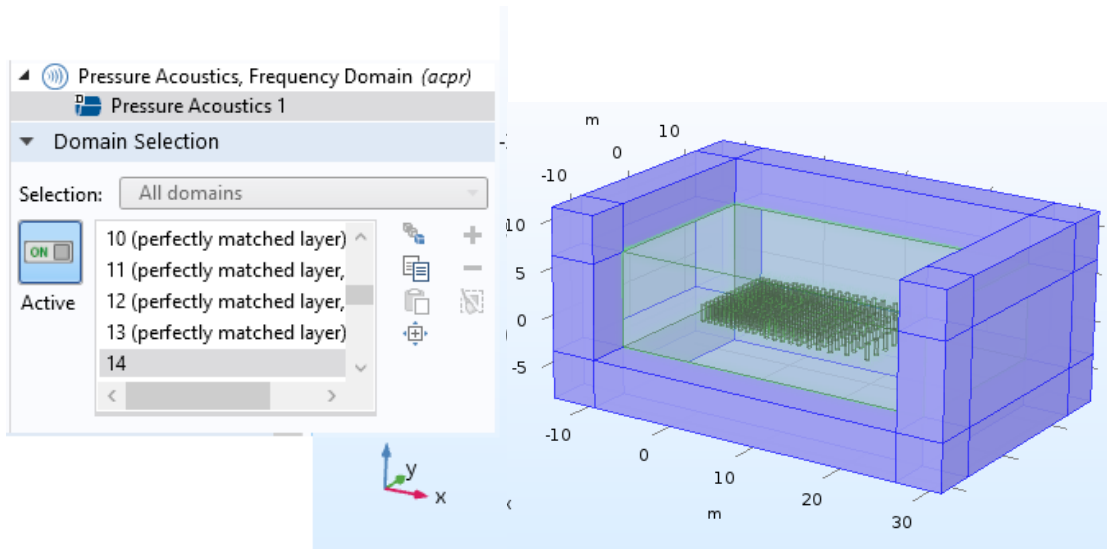 Pressure Acoustics, Frequency Domain (acpr)
D
Pressure Acoustics 1
Domain Selection
Selection:
All domains
ON
Active
10 (perfectly matched layer)
11 (perfectly matched layer,
12 (perfectly matched layer,
13 (perfectly matched layer)
14
m
10
0
-10
5
0
-5
-10
0
10
20
30
m
y
x